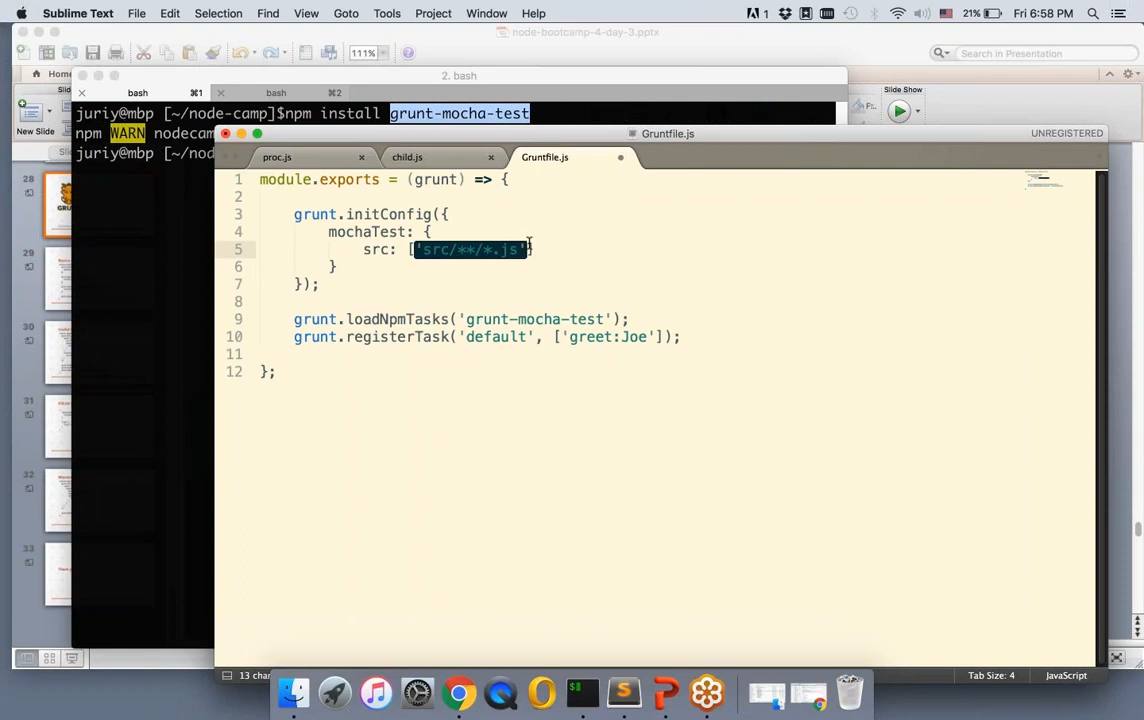 Sublime Text File Edit Selection Find View Goto Tools Project Window Help 1 21% Fri 6:58 PM
node-bootcamp-4-day-3.pptx
111% Search in Presentation
Home
2. bash
bash ⌘1 bash ⌘2
Slide Show
New Slide
juriy@mbp [~/node-camp]$npm install grunt-mocha-test
npm WARN nodecam
juriy@mbp [~/nod
Gruntfile.js UNREGISTERED
proc.js child.js Gruntfile.js
1 module.exports = (grunt) => {
2
3 grunt.initConfig({
4 mochaTest: {
5 src: ['src/**/*.js']
6 }
7 });
8
9 grunt.loadNpmTasks('grunt-mocha-test');
10 grunt.registerTask('default', ['greet:Joe']);
11
12 };
28
29
30
31
32
33
13 char Tab Size: 4 JavaScript